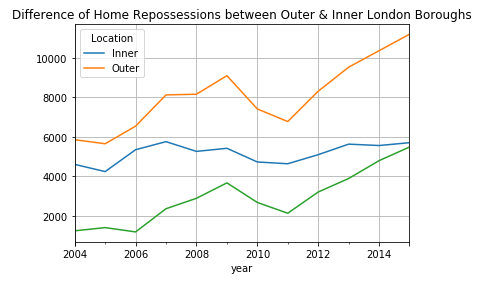 Difference of Home Repossessions between Outer & Inner London Boroughs
Location
Inner
Outer
10000
8000
6000
4000
2000
2004
2006
2008
2010
2012
2014
year